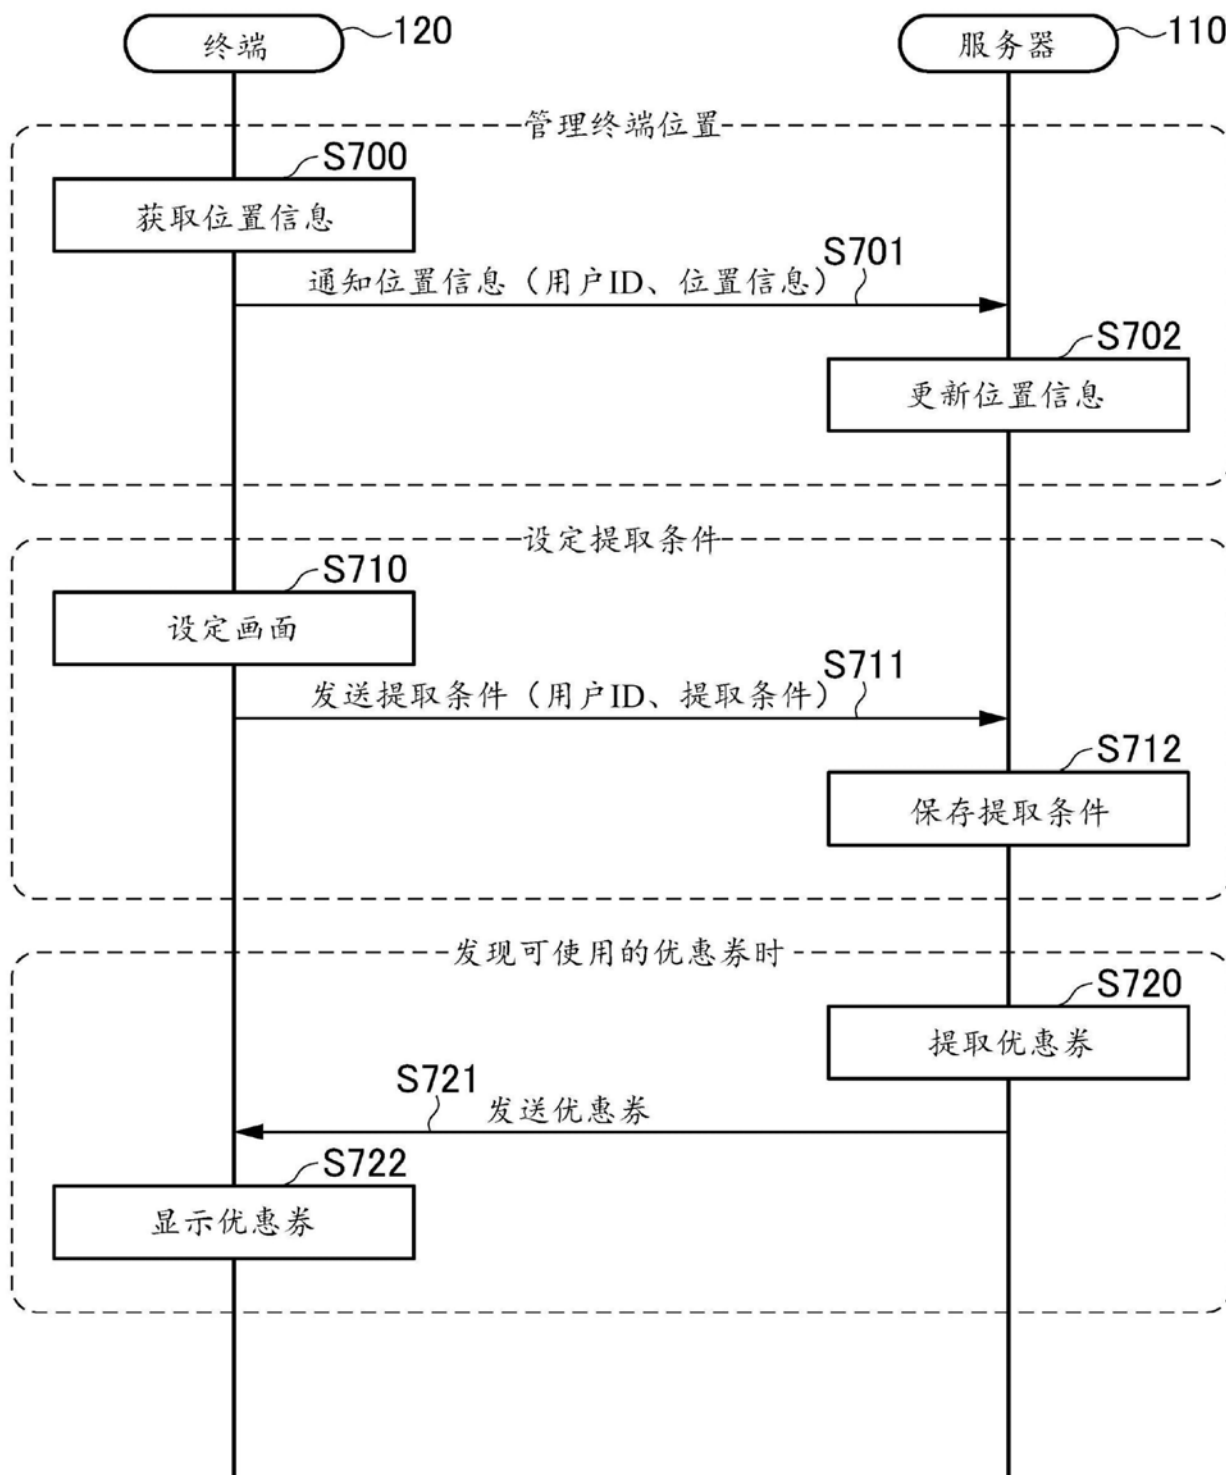 终端
120
服务器
110
管理终端位置
S700
获取位置信息
S701
通知位置信息（用户ID、位置信息）
S702
更新位置信息
设定提取条件
S710
设定画面
S711
发送提取条件（用户ID、提取条件）
S712
保存提取条件
发现可使用的优惠券时
S720
提取优惠券
S721
发送优惠券
S722
显示优惠券